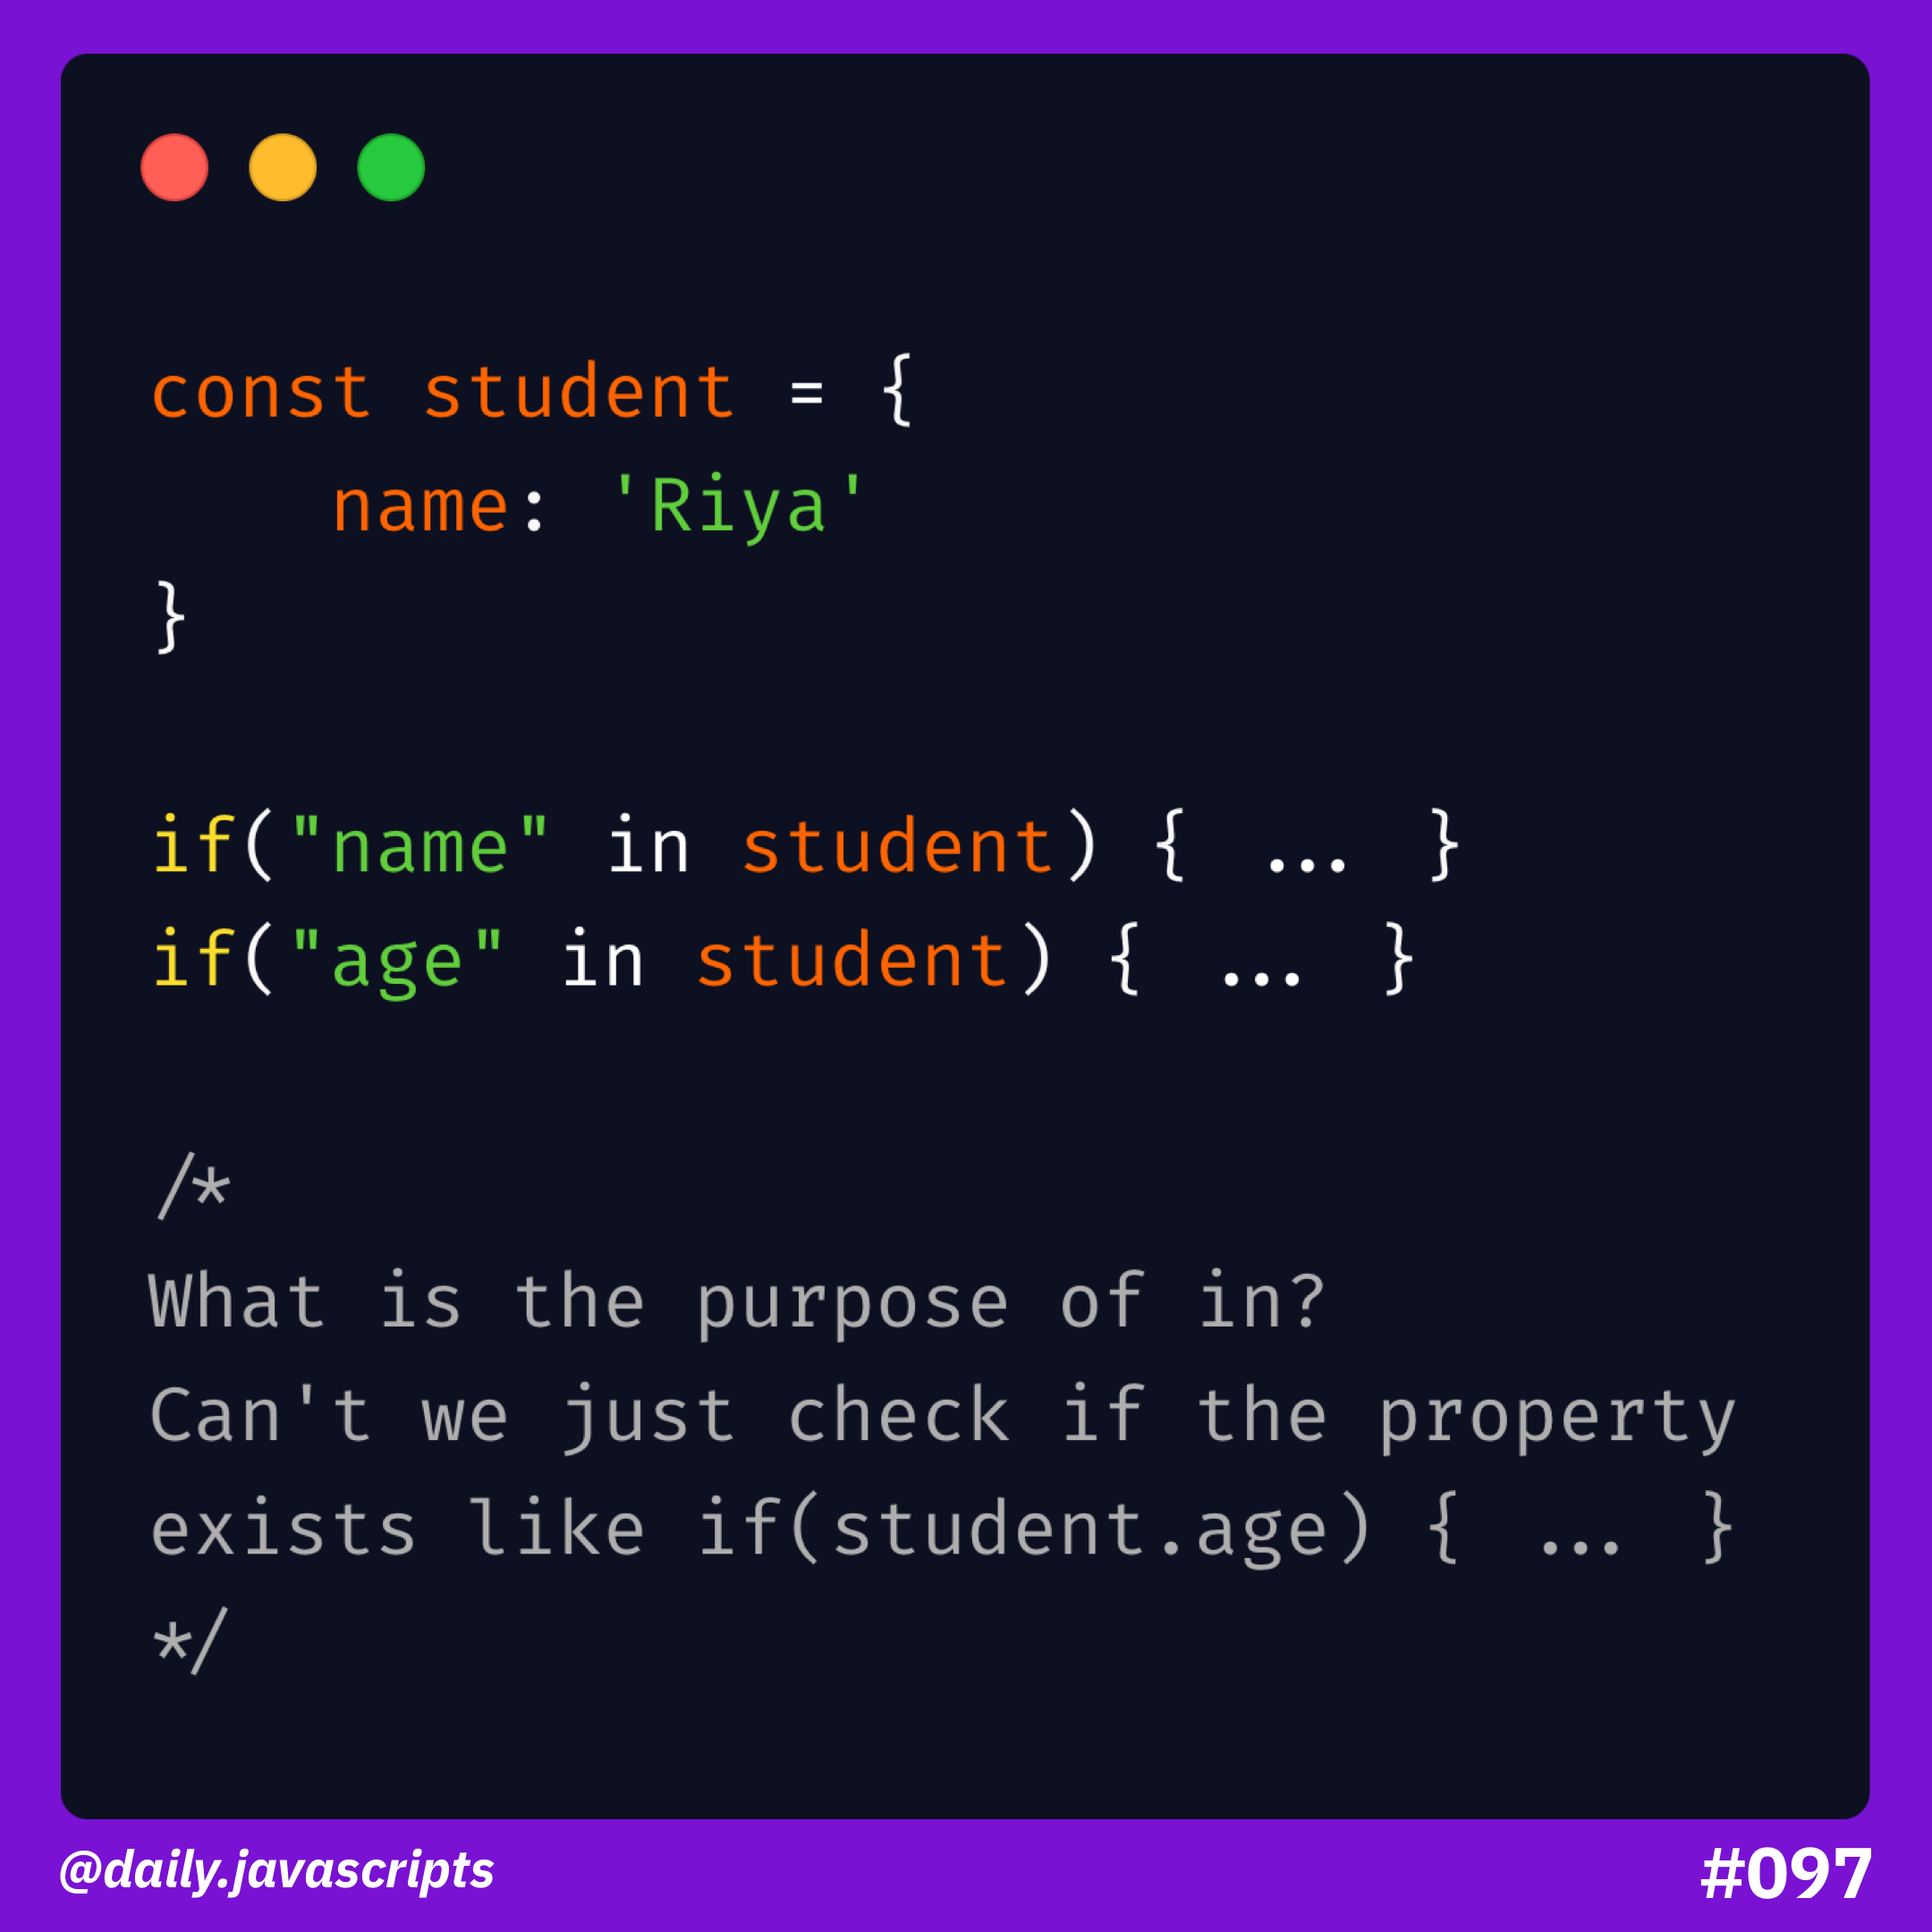 const student = {
    name: 'Riya'
}
if("name" in student) { ... }
if("age" in student) { ... }
/*
What is the purpose of in?
Can't we just check if the property
exists like if(student.age) { ... }
*/
@daily.javascripts
#097